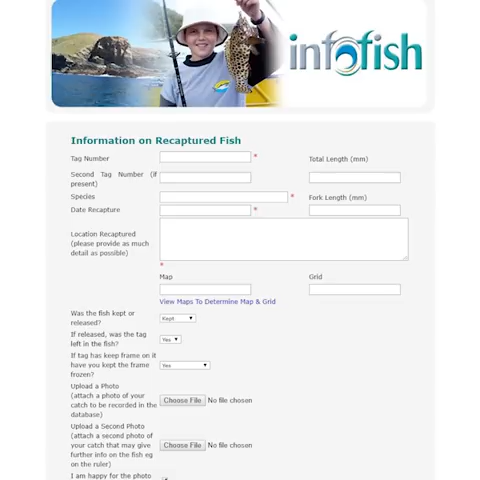 infofish
Information on Recaptured Fish
Tag Number * Total Length (mm)
Second Tag Number (if
present)
Species * Fork Length (mm)
Date Recapture *
Location Recaptured
(please provide as much
detail as possible)
*
Map Grid
View Maps To Determine Map & Grid
Was the fish kept or
released? Kept
If released, was the tag
left in the fish? Yes
If tag has keep frame on it
have you kept the frame
frozen? Yes
Upload a Photo
(attach a photo of your
catch to be recorded in the
database) Choose File No file chosen
Upload a Second Photo
(attach a second photo of
your catch that may give
further info on the fish eg
on the ruler) Choose File No file chosen
I am happy for the photo